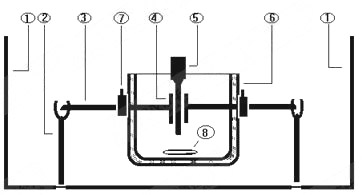 ① ② ③ ⑦ ④ ⑤ ⑥ ①
⑧